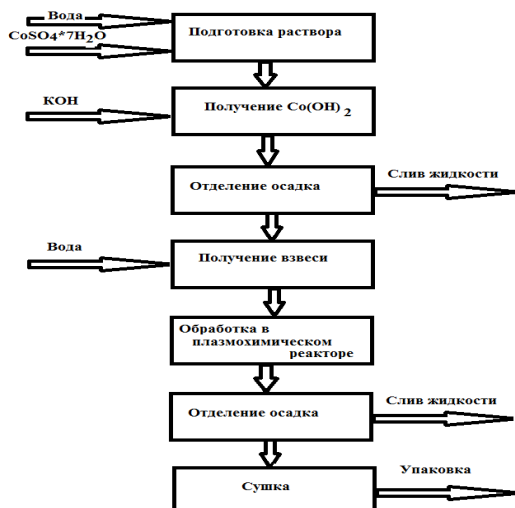 Вода
CoSO4*7H2O
Подготовка раствора
КОН
Получение Co(OH) 2
Отделение осадка
Слив жидкости
Вода
Получение взвеси
Обработка в
плазмохимическом
реакторе
Отделение осадка
Слив жидкости
Сушка
Упаковка